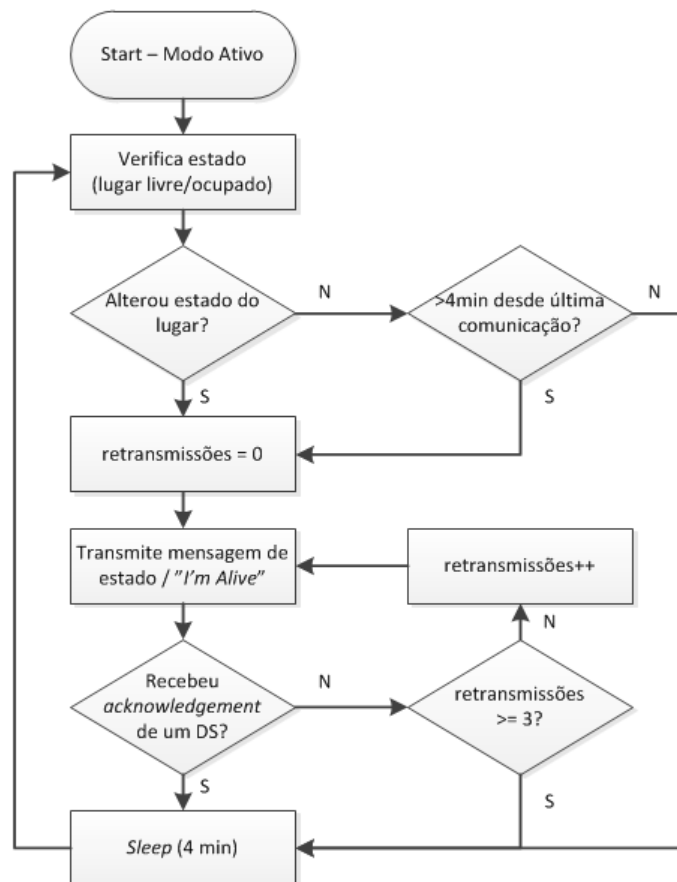 Start – Modo Ativo
Verifica estado
(lugar livre/ocupado)
Alterou estado do
lugar?
N
>4min desde última
comunicação?
N
S
S
retransmissões = 0
Transmite mensagem de
estado / ”I’m Alive”
retransmissões++
N
Recebeu
acknowledgement
de um DS?
N
retransmissões
>= 3?
S
S
Sleep (4 min)